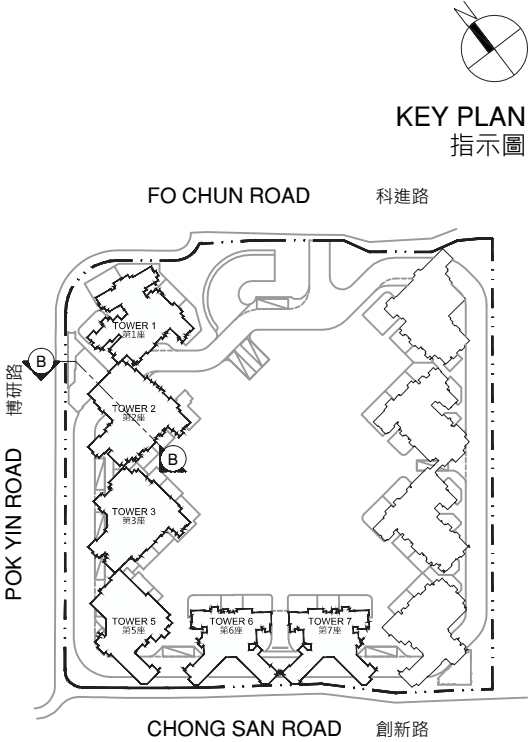 KEY PLAN
指示圖
FO CHUN ROAD 科進路
TOWER 1
第1座
B
博研路
TOWER 2
第2座
B
POK YIN ROAD
TOWER 3
第3座
TOWER 5
第5座
TOWER 6
第6座
TOWER 7
第7座
CHONG SAN ROAD 創新路